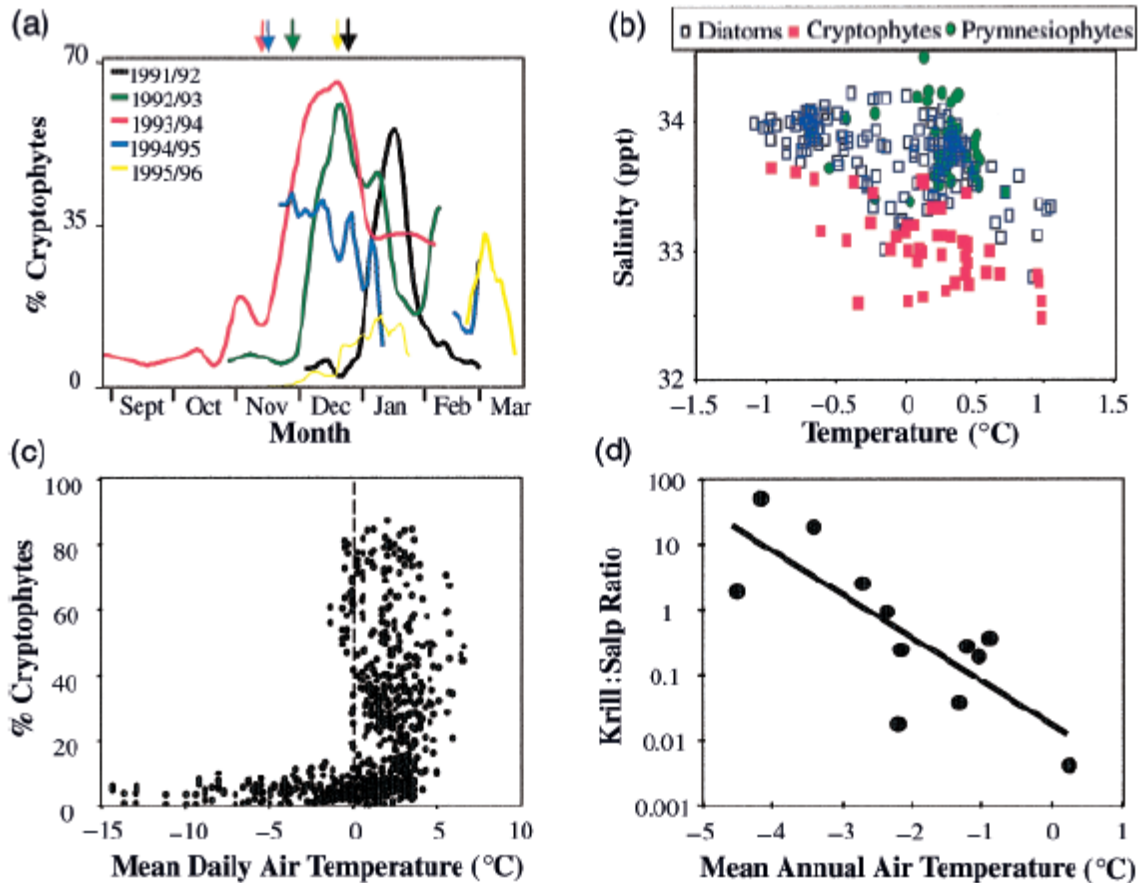 (a)
70
35
0
% Cryptophytes
1991/92
1992/93
1993/94
1994/95
1995/96
Sept Oct Nov Dec Jan Feb Mar
Month
(b)
Diatoms Cryptophytes Prymnesiophytes
34
33
32
Salinity (ppt)
−1.5 −1 −0.5 0 0.5 1 1.5
Temperature (°C)
(c)
100
80
60
40
20
0
% Cryptophytes
−15 −10 −5 0 5 10
Mean Daily Air Temperature (°C)
(d)
100
10
1
0.1
0.01
0.001
Krill:Salp Ratio
−5 −4 −3 −2 −1 0 1
Mean Annual Air Temperature (°C)